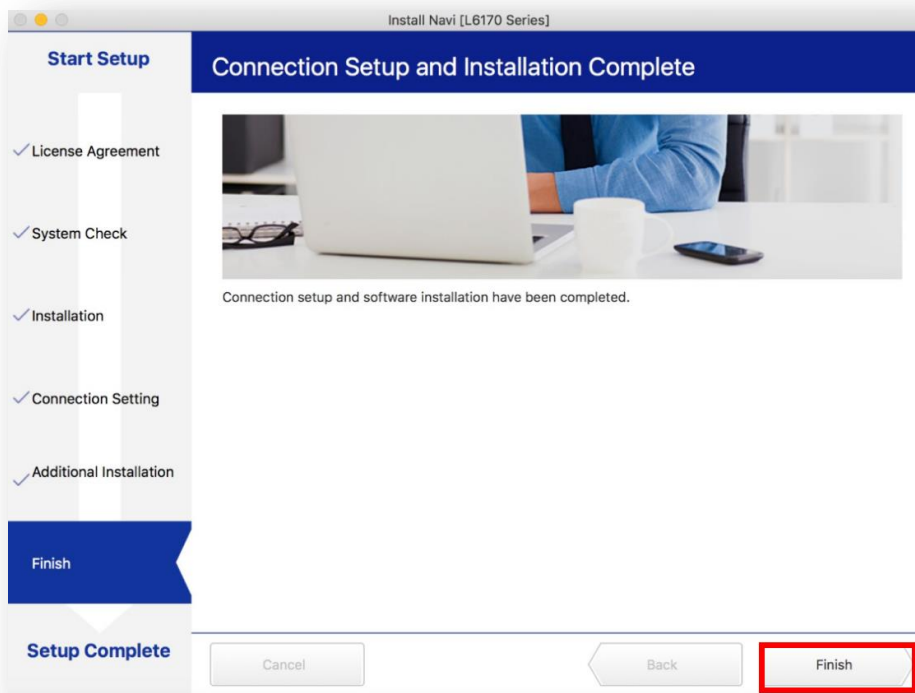 Install Navi [L6170 Series]
Start Setup
Connection Setup and Installation Complete
License Agreement
System Check
Installation
Connection Setting
Additional Installation
Finish
Setup Complete
Connection setup and software installation have been completed.
Cancel
Back
Finish